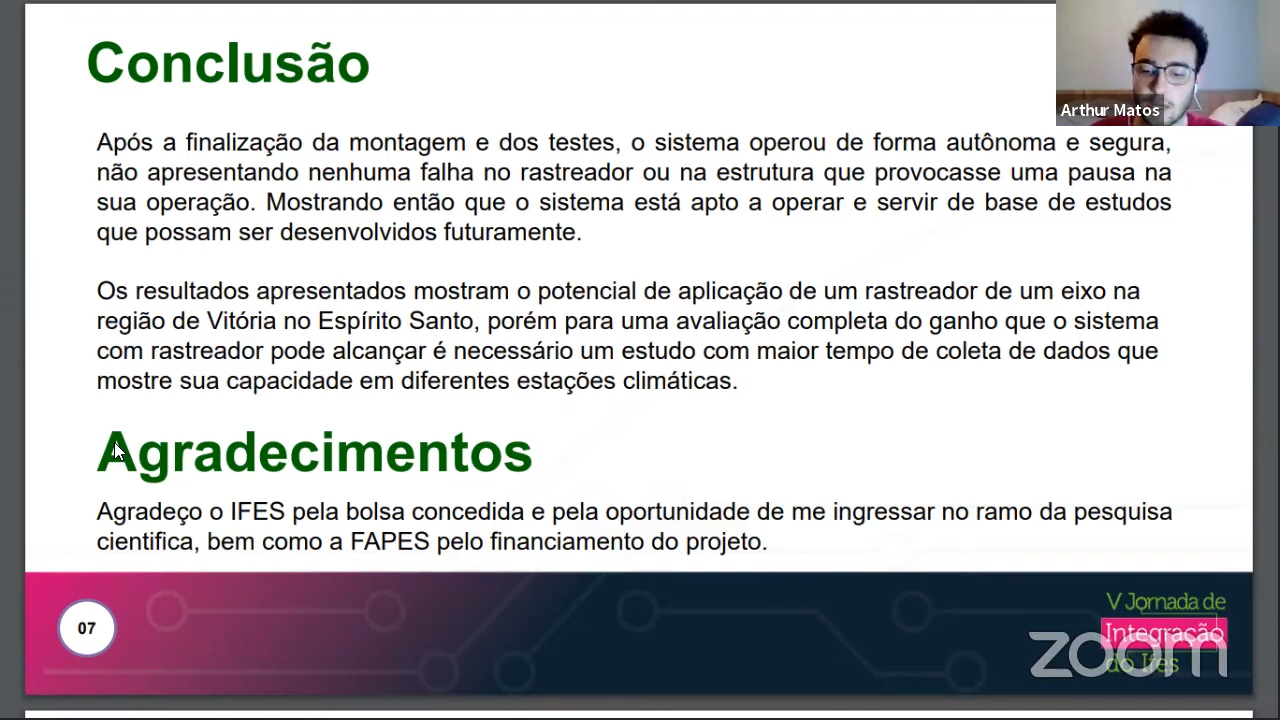 Conclusão
Arthur Matos
Após a finalização da montagem e dos testes, o sistema operou de forma autônoma e segura,
não apresentando nenhuma falha no rastreador ou na estrutura que provocasse uma pausa na
sua operação. Mostrando então que o sistema está apto a operar e servir de base de estudos
que possam ser desenvolvidos futuramente.
Os resultados apresentados mostram o potencial de aplicação de um rastreador de um eixo na
região de Vitória no Espírito Santo, porém para uma avaliação completa do ganho que o sistema
com rastreador pode alcançar é necessário um estudo com maior tempo de coleta de dados que
mostre sua capacidade em diferentes estações climáticas.
Agradecimentos
Agradeço o IFES pela bolsa concedida e pela oportunidade de me ingressar no ramo da pesquisa
cientifica, bem como a FAPES pelo financiamento do projeto.
07
V Jornada de
Integração
do Ifes
zoom